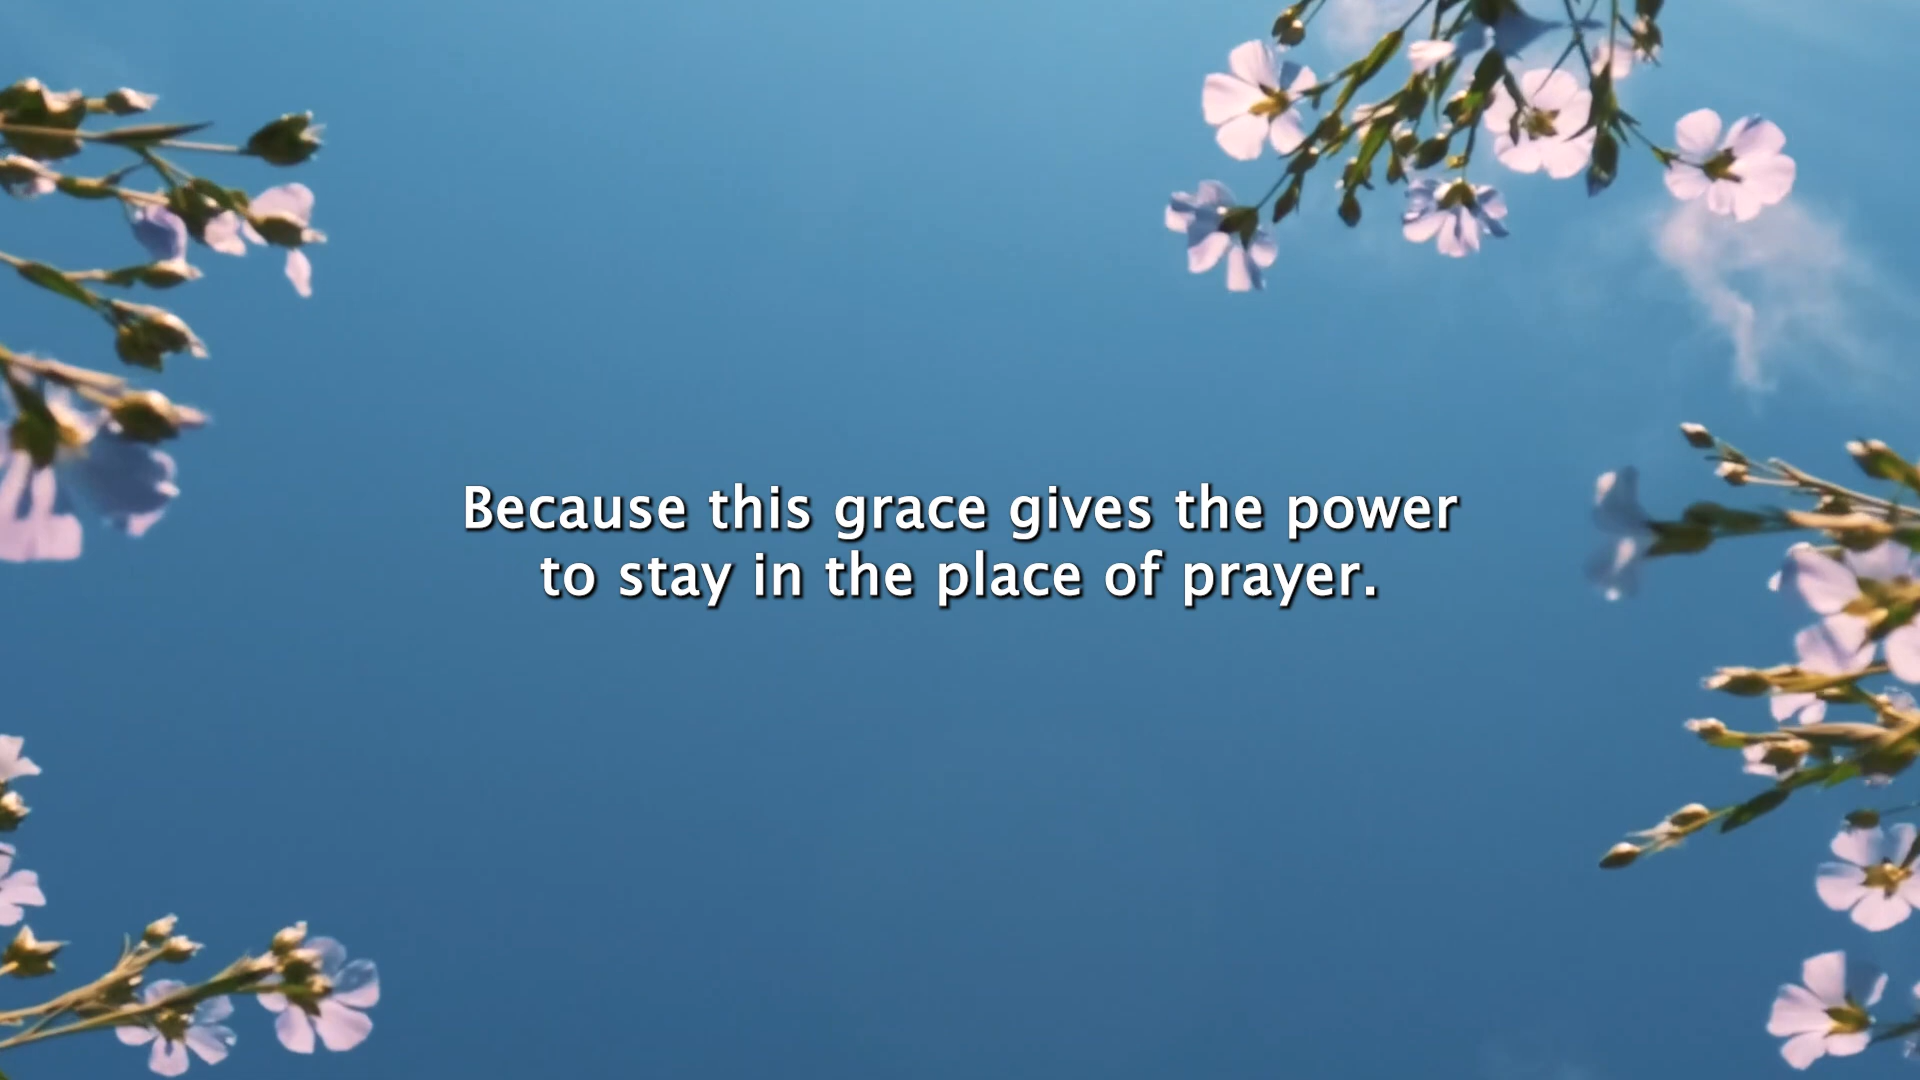 Because this grace gives the power
to stay in the place of prayer.